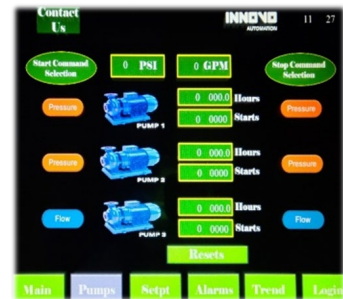 Contact
Us
INNOVO
AUTOMATION
11 27
Start Command
Selection
0 PSI
0 GPM
Stop Command
Selection
Pressure
0 000.0 Hours
0 0000 Starts
Pressure
PUMP 1
Pressure
0 000.0 Hours
0 0000 Starts
Pressure
PUMP 2
Flow
0 000.0 Hours
0 0000 Starts
Flow
PUMP 3
Resets
Main Pumps Setpt Alarms Trend Login